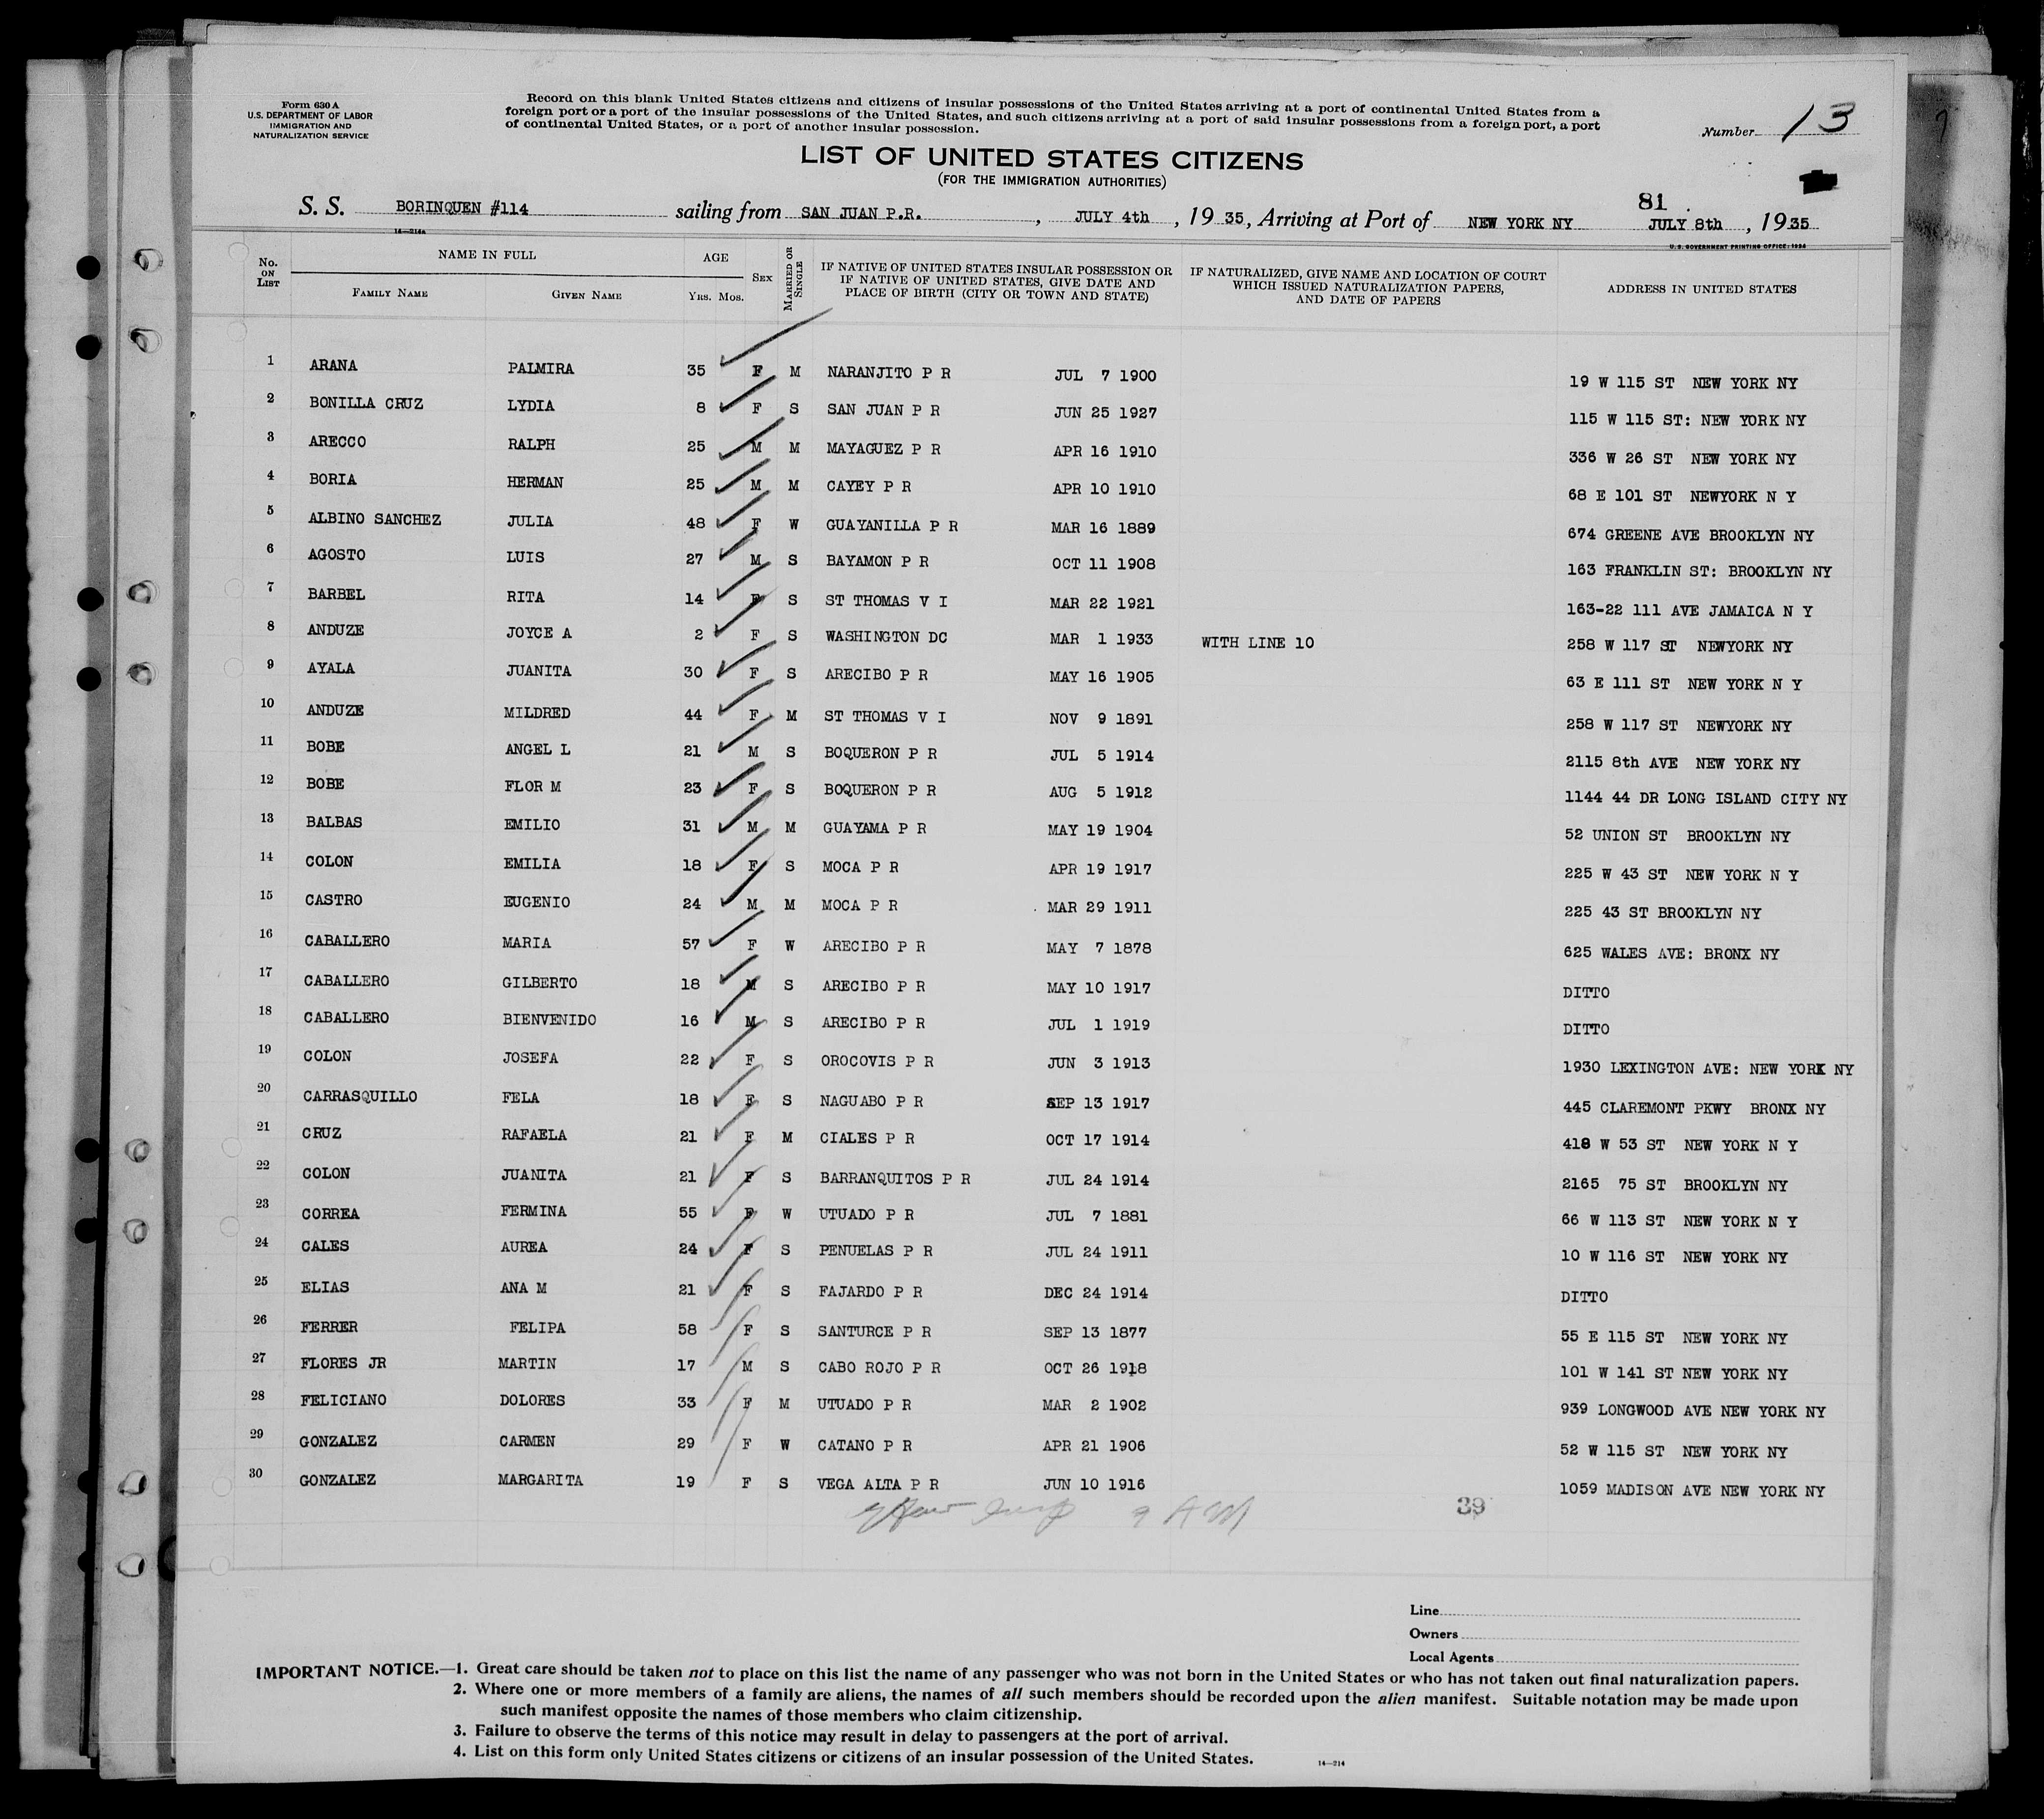 Form 630 A
U.S. DEPARTMENT OF LABOR
IMMIGRATION AND
NATURALIZATION SERVICE
Record on this blank United States citizens and citizens of insular possessions of the United States arriving at a port of continental United States from a
foreign port or a port of the insular possessions of the United States, and such citizens arriving at a port of said insular possessions from a foreign port, a port
of continental United States, or a port of another insular possession.
Number 13
LIST OF UNITED STATES CITIZENS
(FOR THE IMMIGRATION AUTHORITIES)
81
S. S. BORINQUEN #114 sailing from SAN JUAN P.R. , JULY 4th , 19 35, Arriving at Port of NEW YORK NY JULY 8th , 19 35
14—214a
U.S. GOVERNMENT PRINTING OFFICE: 1934
No. ON LIST NAME IN FULL FAMILY NAME GIVEN NAME AGE YRS. MOS. SEX MARRIED OR SINGLE IF NATIVE OF UNITED STATES INSULAR POSSESSION OR IF NATIVE OF UNITED STATES, GIVE DATE AND PLACE OF BIRTH (CITY OR TOWN AND STATE) IF NATURALIZED, GIVE NAME AND LOCATION OF COURT WHICH ISSUED NATURALIZATION PAPERS, AND DATE OF PAPERS ADDRESS IN UNITED STATES
1 ARANA PALMIRA 35 F M NARANJITO P R JUL 7 1900 19 W 115 ST NEW YORK NY
2 BONILLA CRUZ LYDIA 8 F S SAN JUAN P R JUN 25 1927 115 W 115 ST: NEW YORK NY
3 ARECCO RALPH 25 M M MAYAGUEZ P R APR 16 1910 336 W 26 ST NEW YORK NY
4 BORIA HERMAN 25 M M CAYEY P R APR 10 1910 68 E 101 ST NEWYORK N Y
5 ALBINO SANCHEZ JULIA 48 F W GUAYANILLA P R MAR 16 1889 674 GREENE AVE BROOKLYN NY
6 AGOSTO LUIS 27 M S BAYAMON P R OCT 11 1908 163 FRANKLIN ST: BROOKLYN NY
7 BARBEL RITA 14 F S ST THOMAS V I MAR 22 1921 163-22 111 AVE JAMAICA N Y
8 ANDUZE JOYCE A 2 F S WASHINGTON DC MAR 1 1933 WITH LINE 10 258 W 117 ST NEWYORK NY
9 AYALA JUANITA 30 F S ARECIBO P R MAY 16 1905 63 E 111 ST NEW YORK N Y
10 ANDUZE MILDRED 44 F M ST THOMAS V I NOV 9 1891 258 W 117 ST NEWYORK NY
11 BOBE ANGEL L 21 M S BOQUERON P R JUL 5 1914 2115 8th AVE NEW YORK NY
12 BOBE FLOR M 23 F S BOQUERON P R AUG 5 1912 1144 44 DR LONG ISLAND CITY NY
13 BALBAS EMILIO 31 M M GUAYAMA P R MAY 19 1904 52 UNION ST BROOKLYN NY
14 COLON EMILIA 18 F S MOCA P R APR 19 1917 225 W 43 ST NEW YORK N Y
15 CASTRO EUGENIO 24 M M MOCA P R MAR 29 1911 225 43 ST BROOKLYN NY
16 CABALLERO MARIA 57 F W ARECIBO P R MAY 7 1878 625 WALES AVE: BRONX NY
17 CABALLERO GILBERTO 18 M S ARECIBO P R MAY 10 1917 DITTO
18 CABALLERO BIENVENIDO 16 M S ARECIBO P R JUL 1 1919 DITTO
19 COLON JOSEFA 22 F S OROCOVIS P R JUN 3 1913 1930 LEXINGTON AVE: NEW YORK NY
20 CARRASQUILLO FELA 18 F S NAGUABO P R SEP 13 1917 445 CLAREMONT PKWY BRONX NY
21 CRUZ RAFAELA 21 F M CIALES P R OCT 17 1914 418 W 53 ST NEW YORK N Y
22 COLON JUANITA 21 F S BARRANQUITOS P R JUL 24 1914 2165 75 ST BROOKLYN NY
23 CORREA FERMINA 55 F W UTUADO P R JUL 7 1881 66 W 113 ST NEW YORK N Y
24 CALES AUREA 24 F S PENUELAS P R JUL 24 1911 10 W 116 ST NEW YORK NY
25 ELIAS ANA M 21 F S FAJARDO P R DEC 24 1914 DITTO
26 FERRER FELIPA 58 F S SANTURCE P R SEP 13 1877 55 E 115 ST NEW YORK NY
27 FLORES JR MARTIN 17 M S CABO ROJO P R OCT 26 1918 101 W 141 ST NEW YORK NY
28 FELICIANO DOLORES 33 F M UTUADO P R MAR 2 1902 939 LONGWOOD AVE NEW YORK NY
29 GONZALEZ CARMEN 29 F W CATANO P R APR 21 1906 52 W 115 ST NEW YORK NY
30 GONZALEZ MARGARITA 19 F S VEGA ALTA P R JUN 10 1916 1059 MADISON AVE NEW YORK NY
39
Line
Owners
Local Agents
IMPORTANT NOTICE.—1. Great care should be taken not to place on this list the name of any passenger who was not born in the United States or who has not taken out final naturalization papers.
2. Where one or more members of a family are aliens, the names of all such members should be recorded upon the alien manifest. Suitable notation may be made upon
such manifest opposite the names of those members who claim citizenship.
3. Failure to observe the terms of this notice may result in delay to passengers at the port of arrival.
4. List on this form only United States citizens or citizens of an insular possession of the United States.
14—214